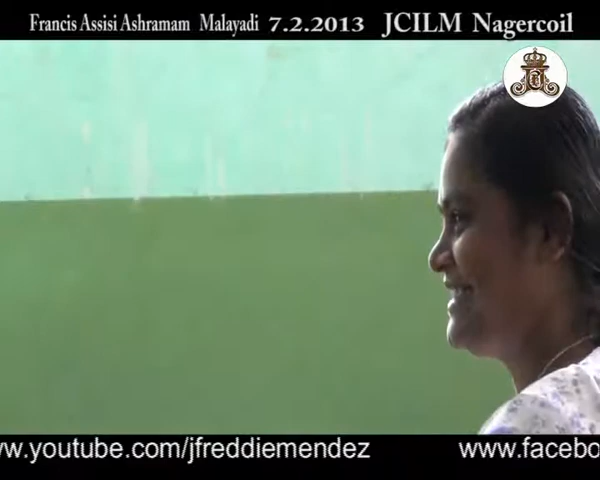 Francis Assisi Ashramam Malayadi 7.2.2013 JCILM Nagercoil
www.youtube.com/jfreddiemendez www.facebo